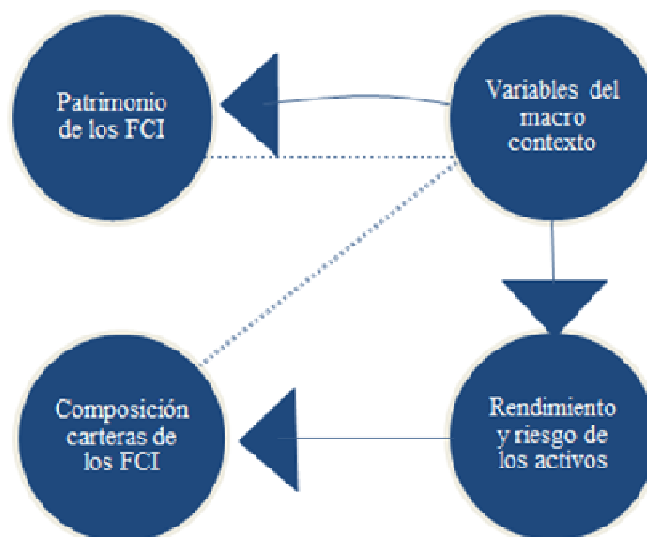 Patrimonio
de los FCI
Variables del
macro
contexto
Composición
carteras de
los FCI
Rendimiento
y riesgo de
los activos